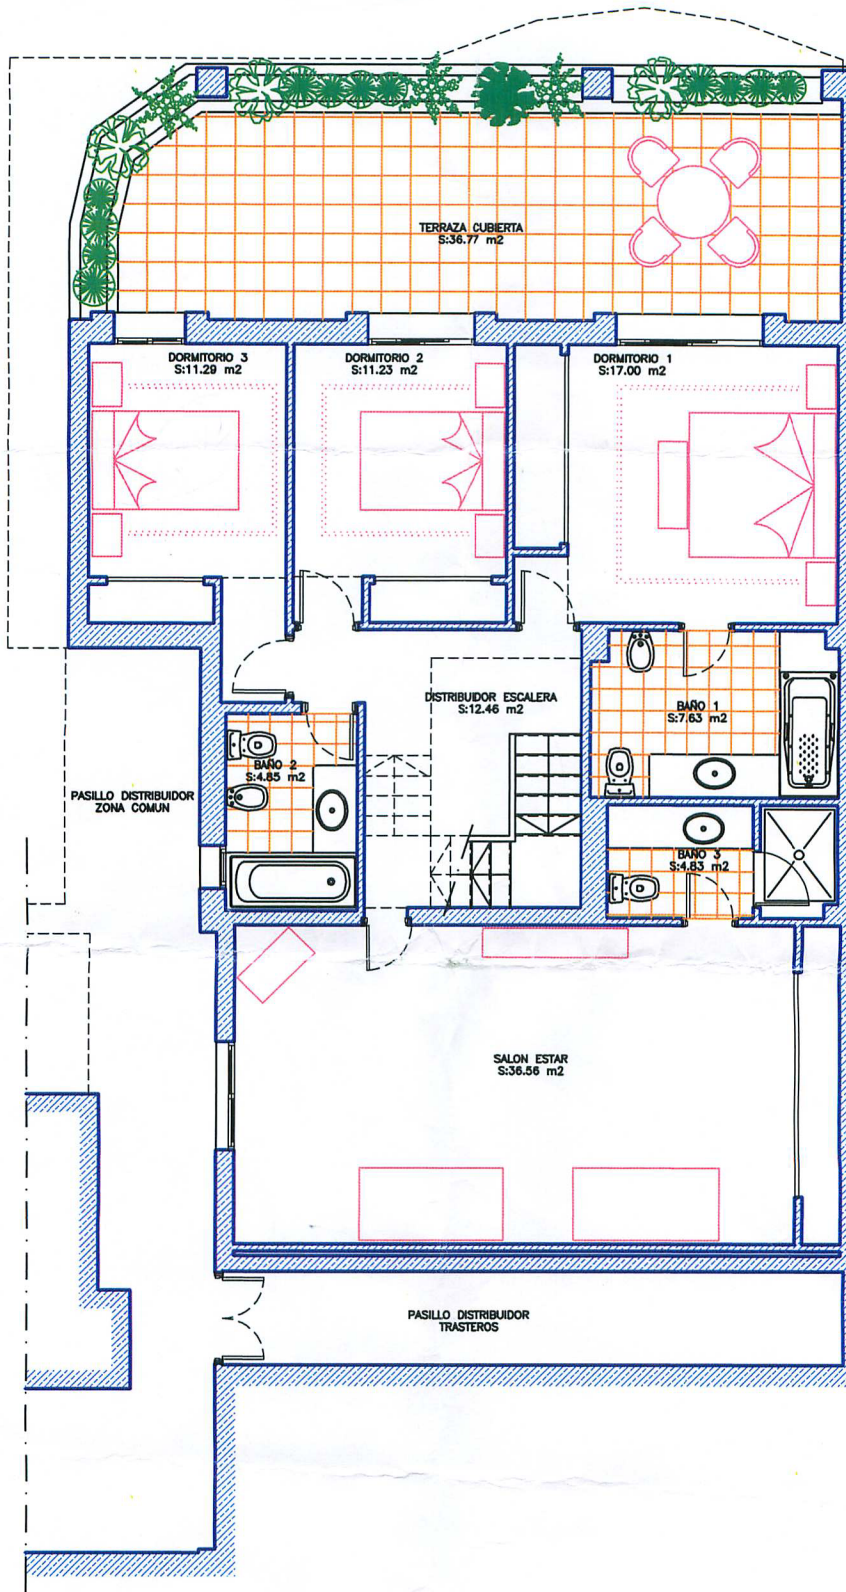 TERRAZA CUBIERTA
S:36.77 m2
DORMITORIO 3
S:11.29 m2
DORMITORIO 2
S:11.23 m2
DORMITORIO 1
S:17.00 m2
DISTRIBUIDOR ESCALERA
S:12.46 m2
BAÑO 1
S:7.63 m2
BAÑO 2
S:4.85 m2
PASILLO DISTRIBUIDOR
ZONA COMUN
BAÑO 3
S:4.83 m2
SALON ESTAR
S:36.56 m2
PASILLO DISTRIBUIDOR
TRASTEROS